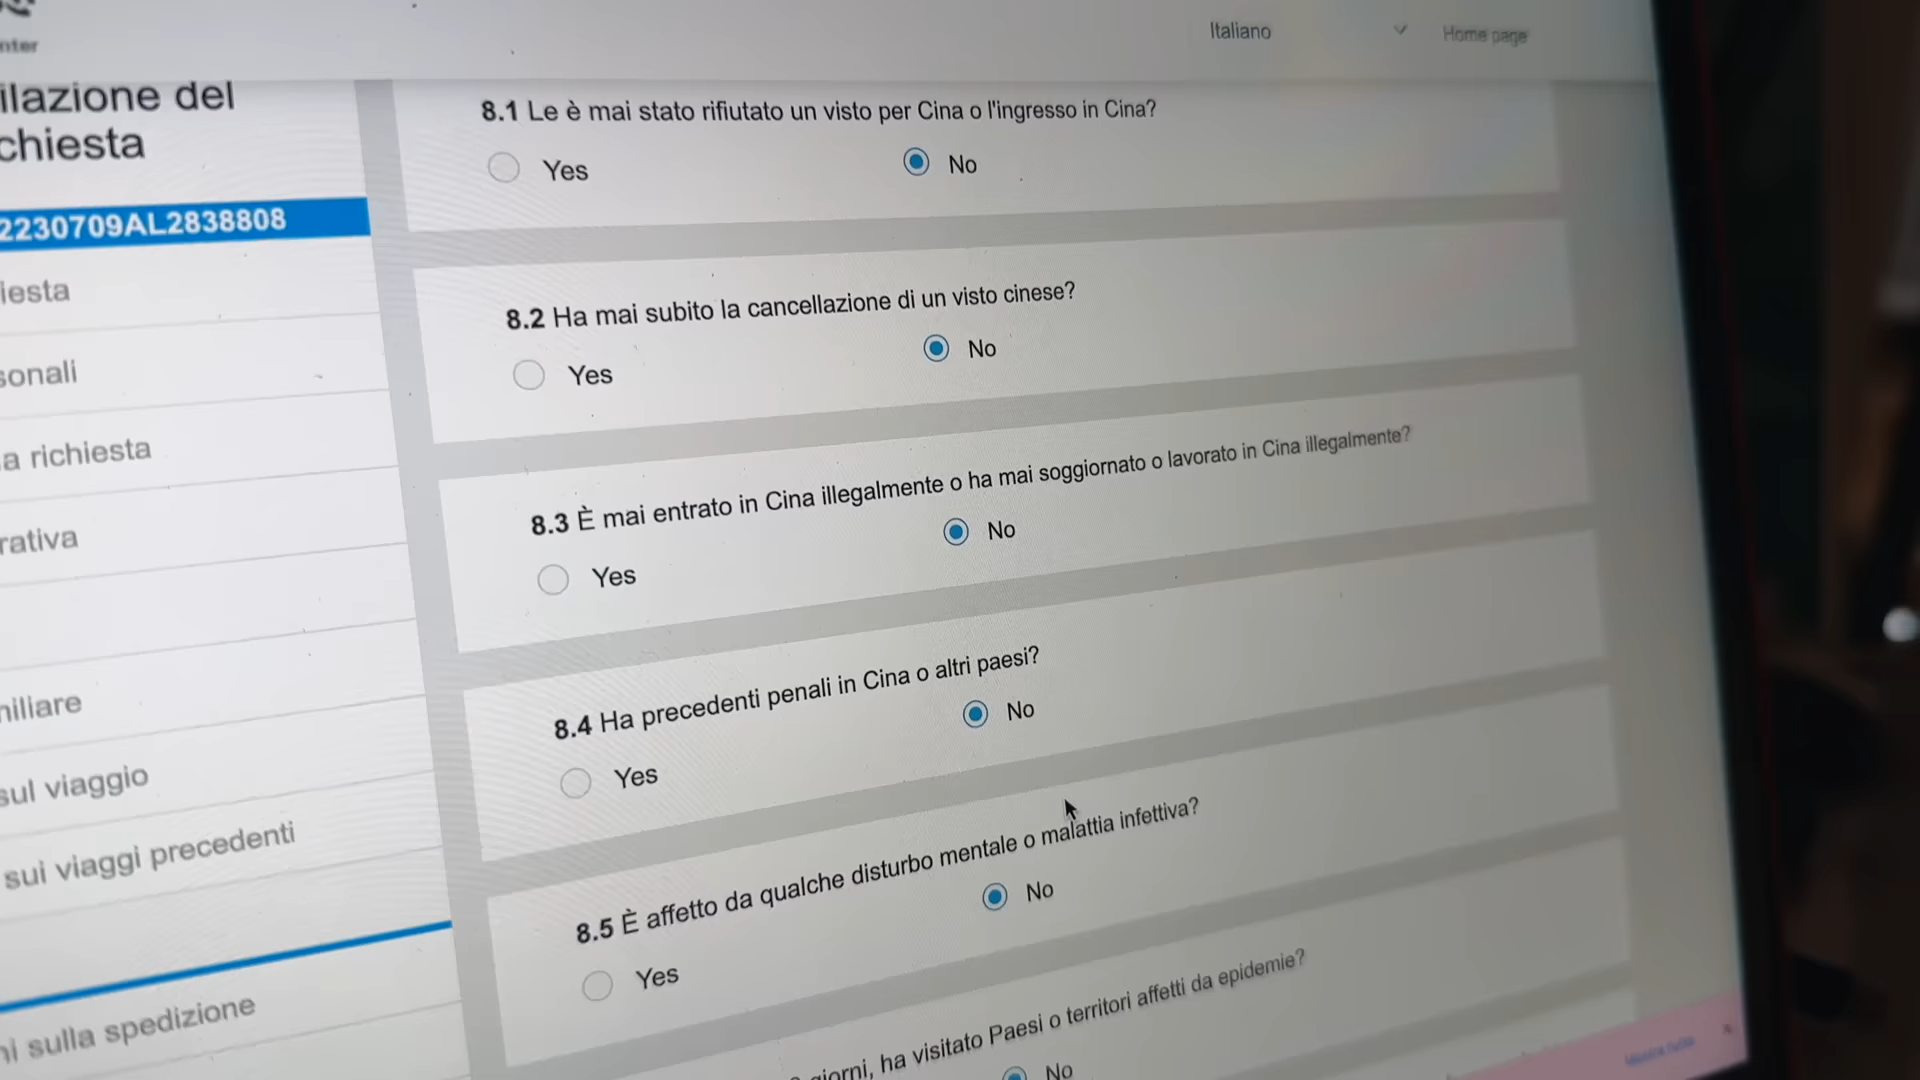 nter
Italiano
Home page
ilazione del
chiesta
2230709AL2838808
iesta
sonali
a richiesta
rativa
niliare
sul viaggio
sui viaggi precedenti
ni sulla spedizione
8.1 Le è mai stato rifiutato un visto per Cina o l'ingresso in Cina?
Yes No
8.2 Ha mai subito la cancellazione di un visto cinese?
Yes No
8.3 È mai entrato in Cina illegalmente o ha mai soggiornato o lavorato in Cina illegalmente?
Yes No
8.4 Ha precedenti penali in Cina o altri paesi?
Yes No
8.5 È affetto da qualche disturbo mentale o malattia infettiva?
Yes No
giorni, ha visitato Paesi o territori affetti da epidemie?
No